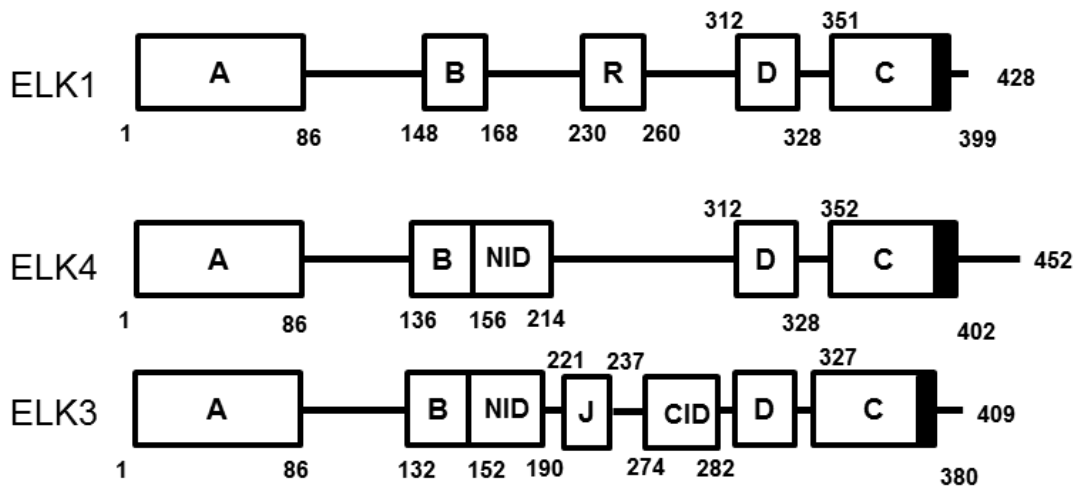 312 351
ELK1 A B R D C 428
1 86 148 168 230 260 328 399
312 352
ELK4 A B NID D C 452
1 86 136 156 214 328 402
221 237 327
ELK3 A B NID J CID D C 409
1 86 132 152 190 274 282 380